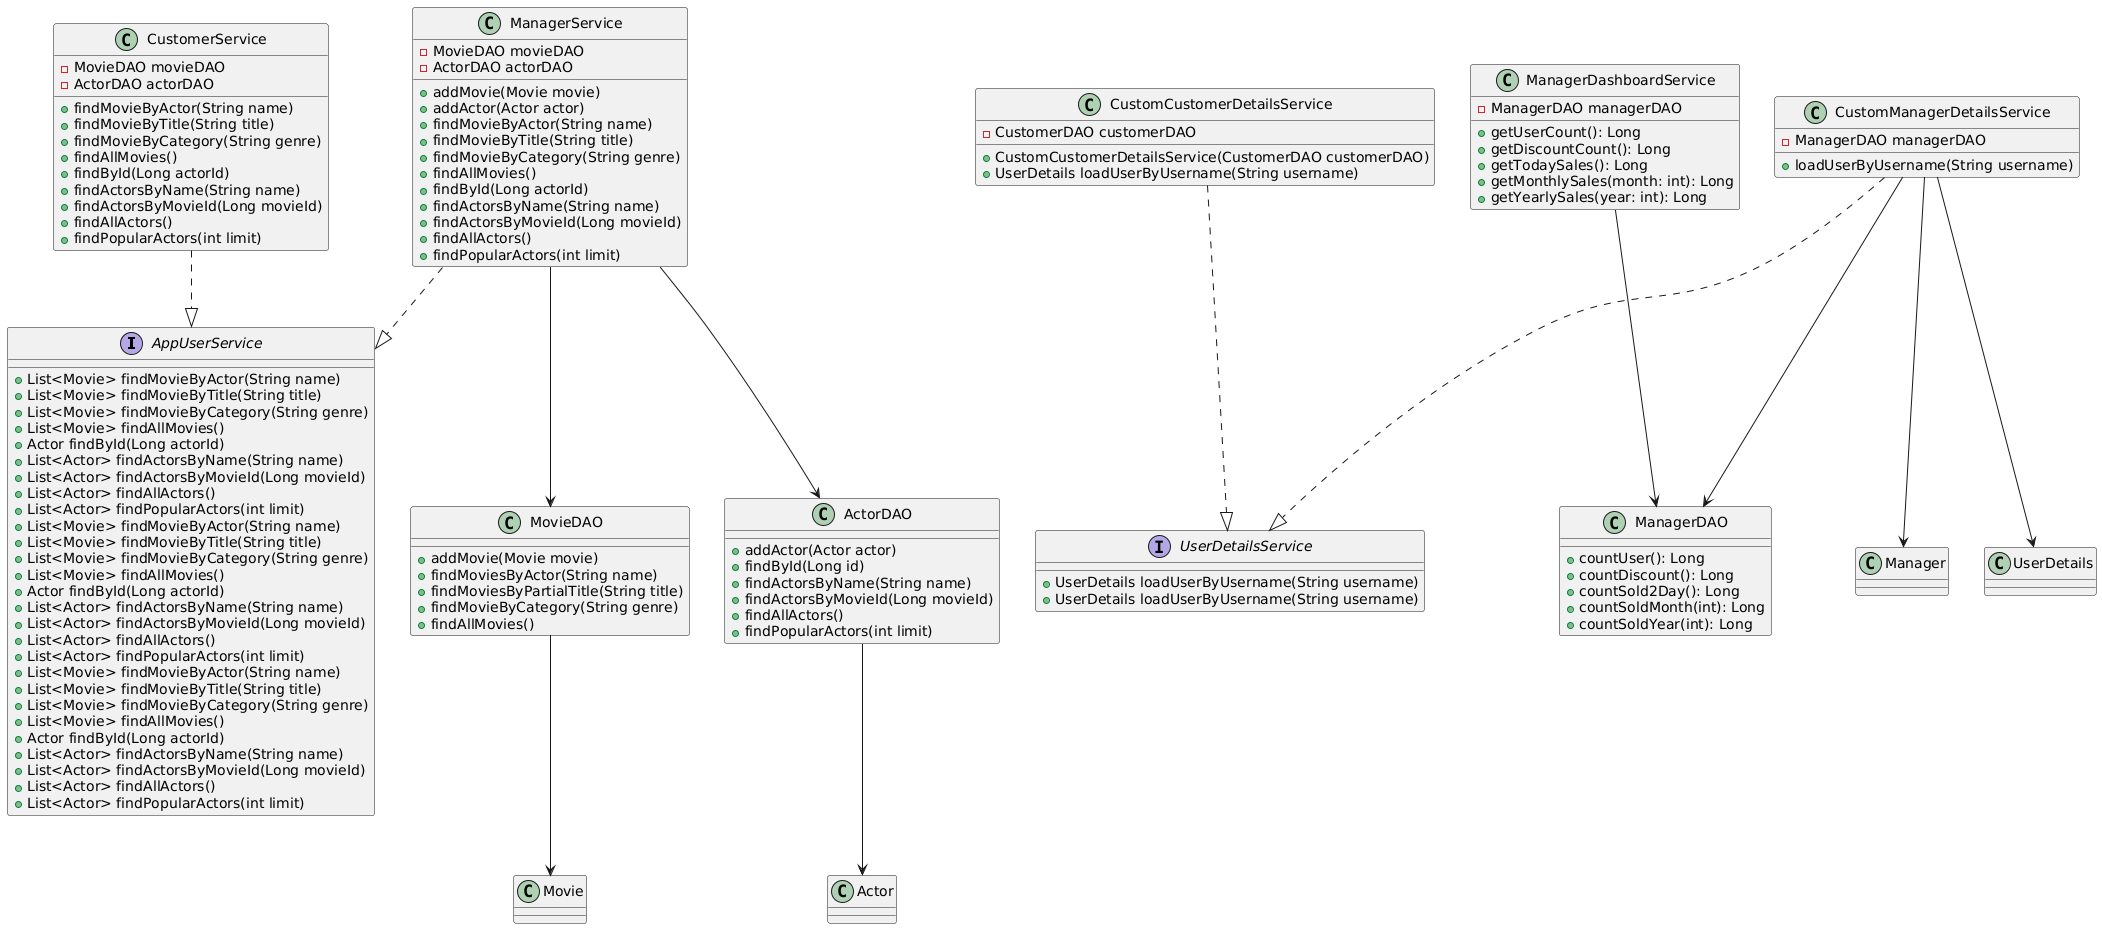 C CustomerService
MovieDAO movieDAO
ActorDAO actorDAO
findMovieByActor(String name)
findMovieByTitle(String title)
findMovieByCategory(String genre)
findAllMovies()
findById(Long actorId)
findActorsByName(String name)
findActorsByMovieId(Long movieId)
findAllActors()
findPopularActors(int limit)
C ManagerService
MovieDAO movieDAO
ActorDAO actorDAO
addMovie(Movie movie)
addActor(Actor actor)
findMovieByActor(String name)
findMovieByTitle(String title)
findMovieByCategory(String genre)
findAllMovies()
findById(Long actorId)
findActorsByName(String name)
findActorsByMovieId(Long movieId)
findAllActors()
findPopularActors(int limit)
C CustomCustomerDetailsService
CustomerDAO customerDAO
CustomCustomerDetailsService(CustomerDAO customerDAO)
UserDetails loadUserByUsername(String username)
C ManagerDashboardService
ManagerDAO managerDAO
getUserCount(): Long
getDiscountCount(): Long
getTodaySales(): Long
getMonthlySales(month: int): Long
getYearlySales(year: int): Long
C CustomManagerDetailsService
ManagerDAO managerDAO
loadUserByUsername(String username)
I AppUserService
List<Movie> findMovieByActor(String name)
List<Movie> findMovieByTitle(String title)
List<Movie> findMovieByCategory(String genre)
List<Movie> findAllMovies()
Actor findById(Long actorId)
List<Actor> findActorsByName(String name)
List<Actor> findActorsByMovieId(Long movieId)
List<Actor> findAllActors()
List<Actor> findPopularActors(int limit)
List<Movie> findMovieByActor(String name)
List<Movie> findMovieByTitle(String title)
List<Movie> findMovieByCategory(String genre)
List<Movie> findAllMovies()
Actor findById(Long actorId)
List<Actor> findActorsByName(String name)
List<Actor> findActorsByMovieId(Long movieId)
List<Actor> findAllActors()
List<Actor> findPopularActors(int limit)
List<Movie> findMovieByActor(String name)
List<Movie> findMovieByTitle(String title)
List<Movie> findMovieByCategory(String genre)
List<Movie> findAllMovies()
Actor findById(Long actorId)
List<Actor> findActorsByName(String name)
List<Actor> findActorsByMovieId(Long movieId)
List<Actor> findAllActors()
List<Actor> findPopularActors(int limit)
C MovieDAO
addMovie(Movie movie)
findMoviesByActor(String name)
findMoviesByPartialTitle(String title)
findMovieByCategory(String genre)
findAllMovies()
C ActorDAO
addActor(Actor actor)
findById(Long id)
findActorsByName(String name)
findActorsByMovieId(Long movieId)
findAllActors()
findPopularActors(int limit)
I UserDetailsService
UserDetails loadUserByUsername(String username)
UserDetails loadUserByUsername(String username)
C ManagerDAO
countUser(): Long
countDiscount(): Long
countSold2Day(): Long
countSoldMonth(int): Long
countSoldYear(int): Long
C Manager
C UserDetails
C Movie
C Actor